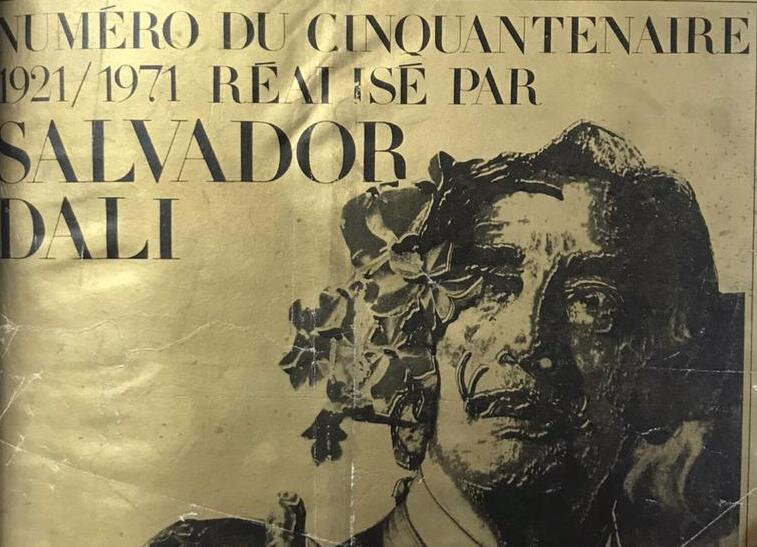 NUMÉRO DU CINQUANTENAIRE
1921/1971 RÉALISÉ PAR
SALVADOR
DALI